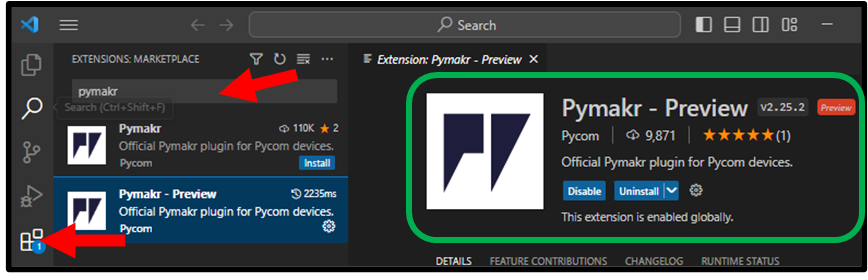 Search
EXTENSIONS: MARKETPLACE
pymakr
Search (Ctrl+Shift+F)
Pymakr
110K ★ 2
Official Pymakr plugin for Pycom devices.
Pycom
Install
Pymakr - Preview
2235ms
Official Pymakr plugin for Pycom devices.
Pycom
1
Extension: Pymakr - Preview
Pymakr - Preview v2.25.2 Preview
Pycom 9,871 ★★★★★(1)
Official Pymakr plugin for Pycom devices.
Disable Uninstall
This extension is enabled globally.
DETAILS FEATURE CONTRIBUTIONS CHANGELOG RUNTIME STATUS